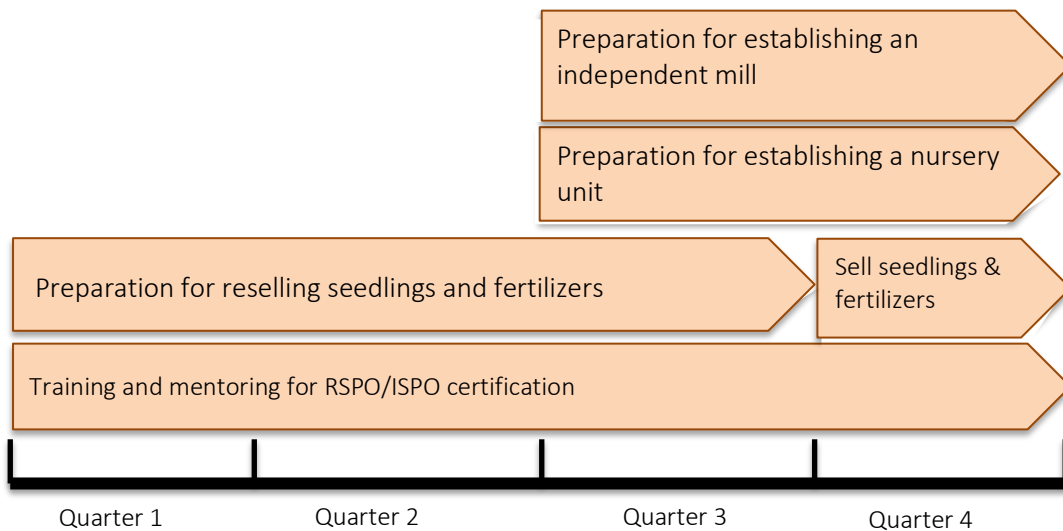 Preparation for establishing an
independent mill
Preparation for establishing a nursery
unit
Preparation for reselling seedlings and fertilizers
Sell seedlings &
fertilizers
Training and mentoring for RSPO/ISPO certification
Quarter 1
Quarter 2
Quarter 3
Quarter 4